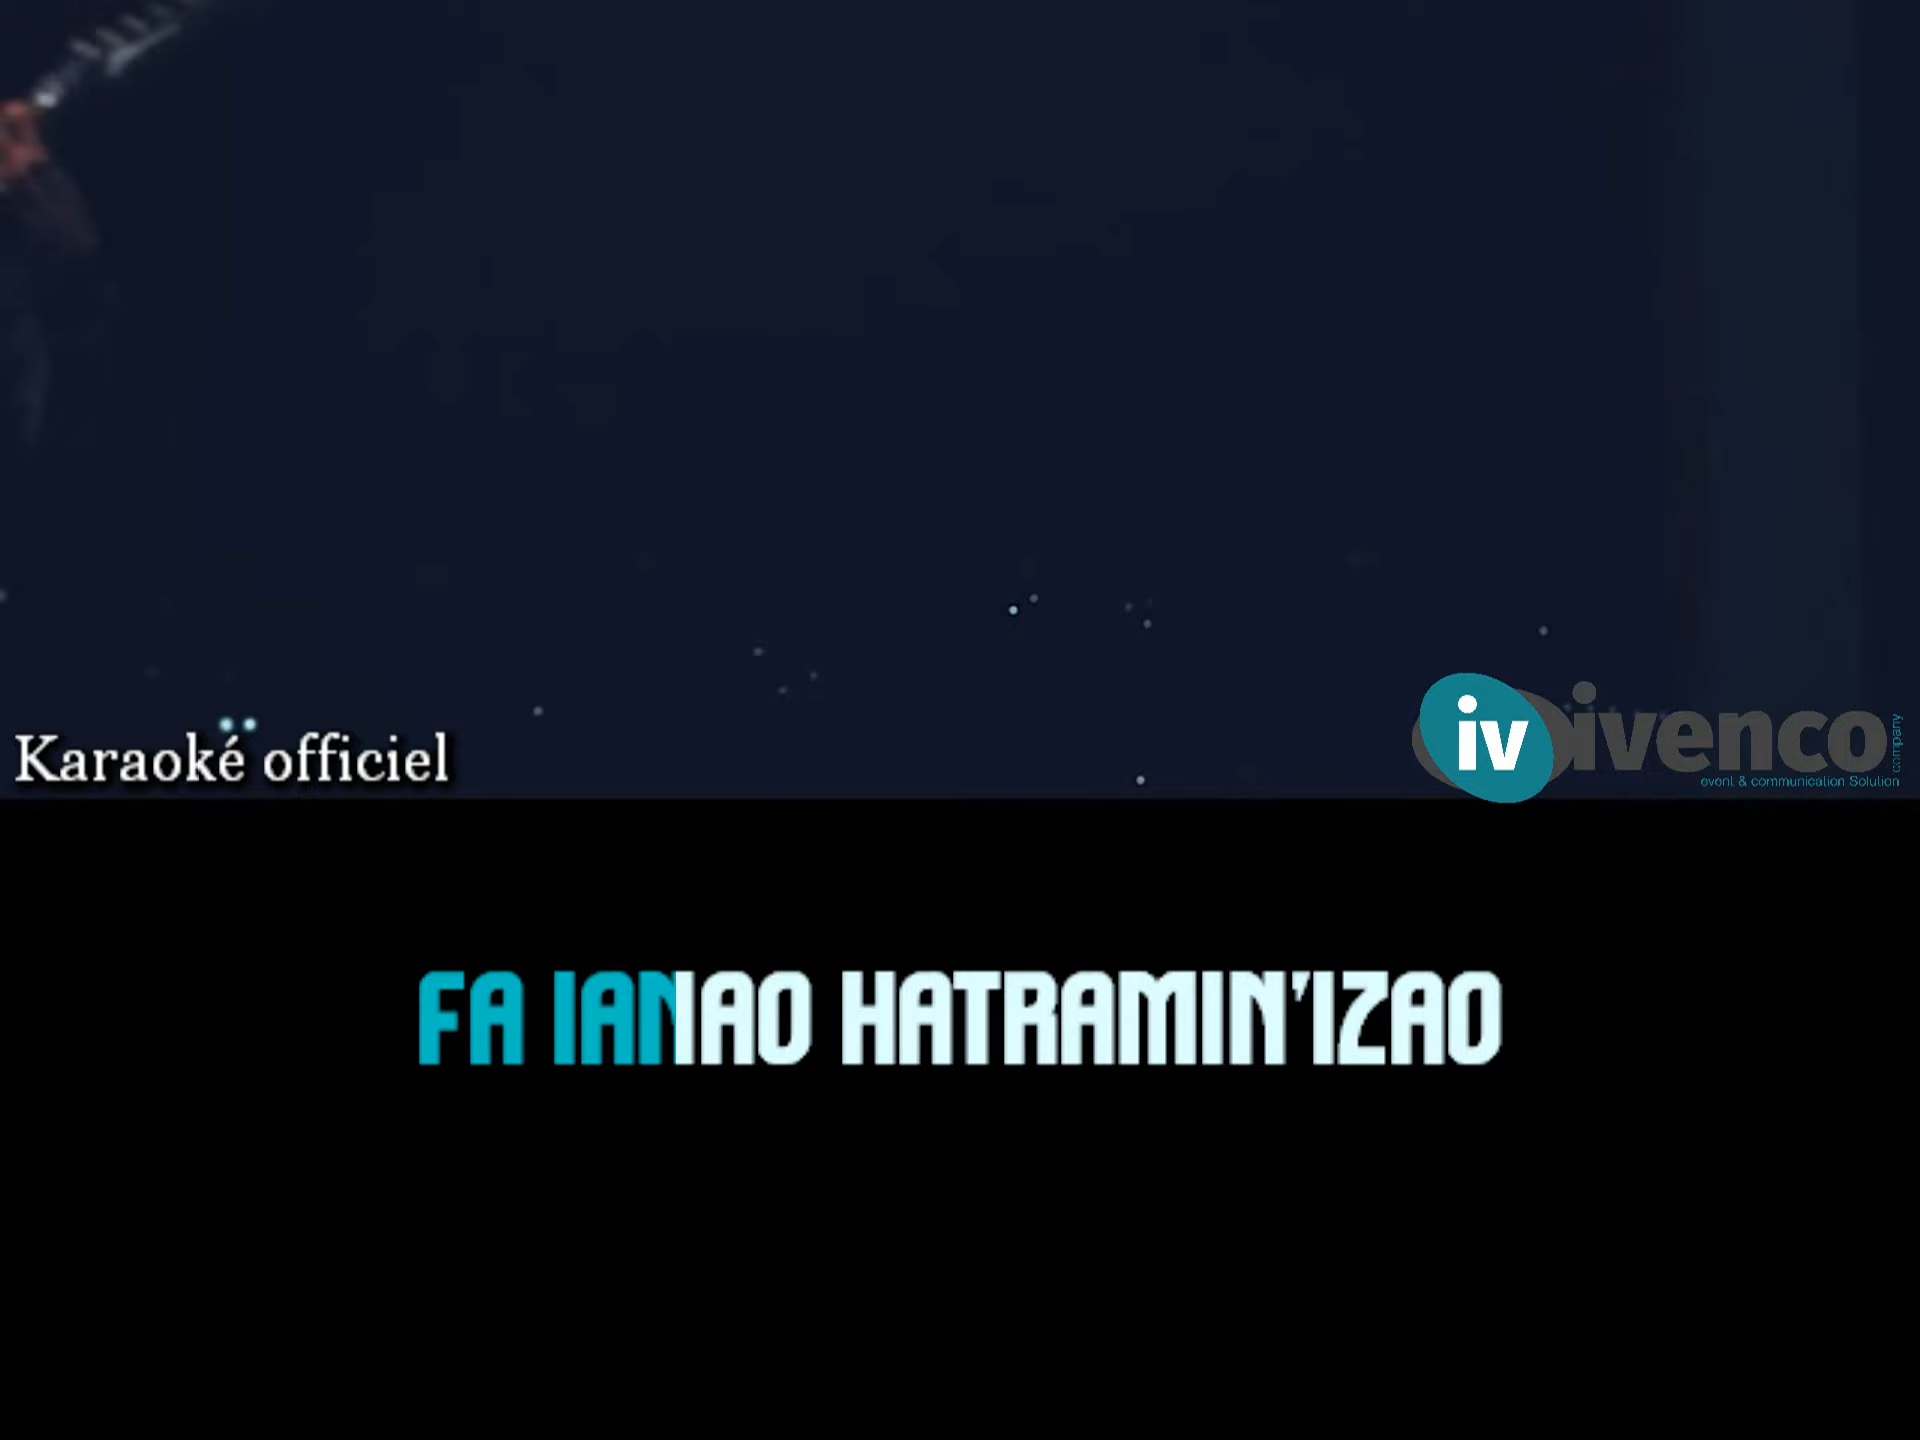 Karaoké officiel
iv ivenco company
event & communication Solution
FA IANAO HATRAMIN'IZAO